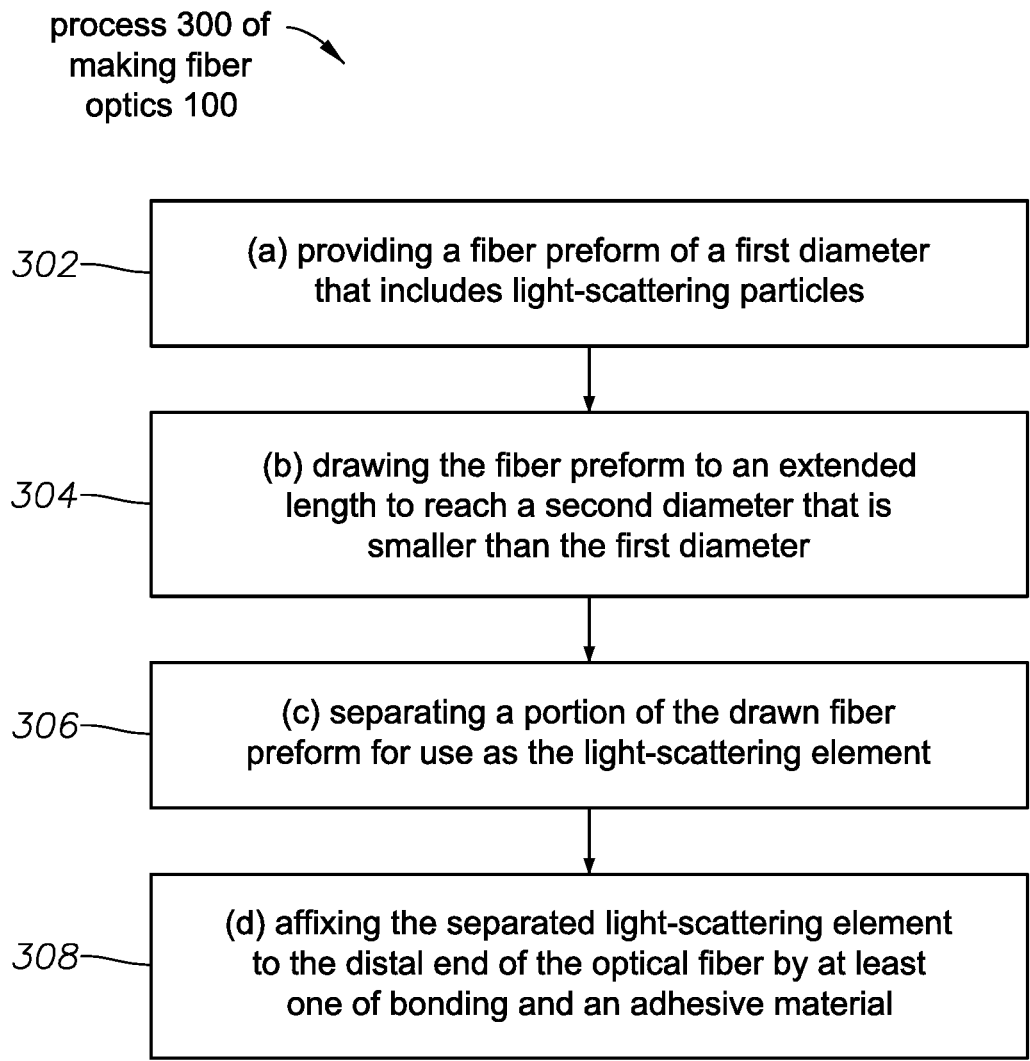 process 300 of
making fiber
optics 100
302
(a) providing a fiber preform of a first diameter
that includes light-scattering particles
304
(b) drawing the fiber preform to an extended
length to reach a second diameter that is
smaller than the first diameter
306
(c) separating a portion of the drawn fiber
preform for use as the light-scattering element
308
(d) affixing the separated light-scattering element
to the distal end of the optical fiber by at least
one of bonding and an adhesive material